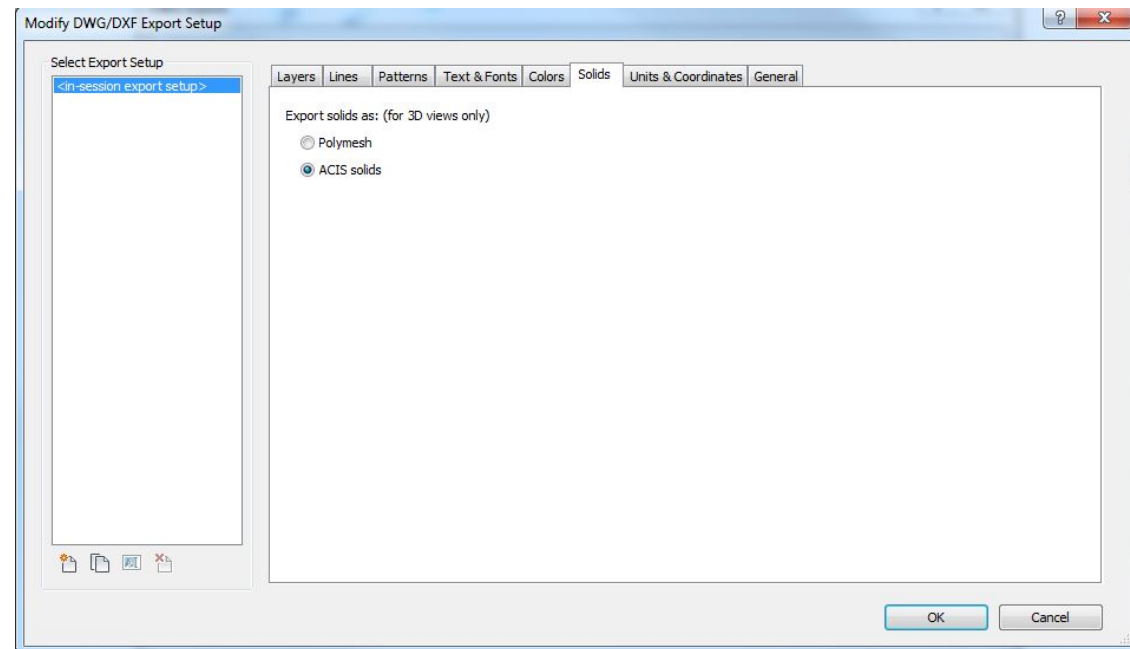 Modify DWG/DXF Export Setup
Select Export Setup
<in-session export setup>
Layers Lines Patterns Text & Fonts Colors Solids Units & Coordinates General
Export solids as: (for 3D views only)
Polymesh
ACIS solids
OK Cancel